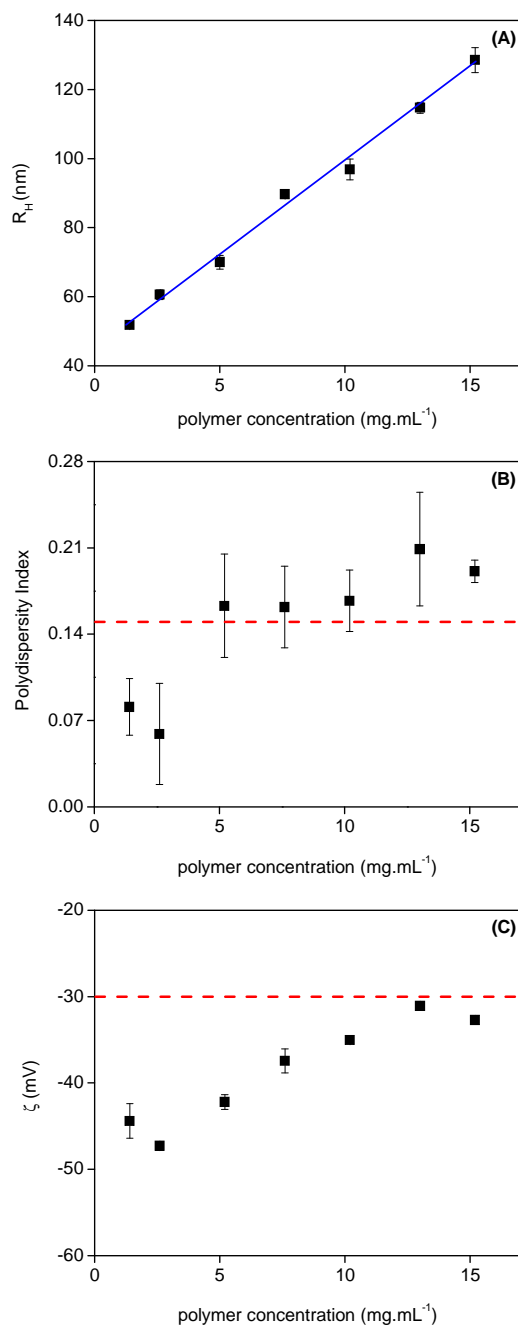 (A)
140
120
100
80
60
40
R_H (nm)
0 5 10 15
polymer concentration (mg.mL⁻¹)
(B)
0.28
0.21
0.14
0.07
0.00
Polydispersity Index
0 5 10 15
polymer concentration (mg.mL⁻¹)
(C)
-20
-30
-40
-50
-60
ζ (mV)
0 5 10 15
polymer concentration (mg.mL⁻¹)